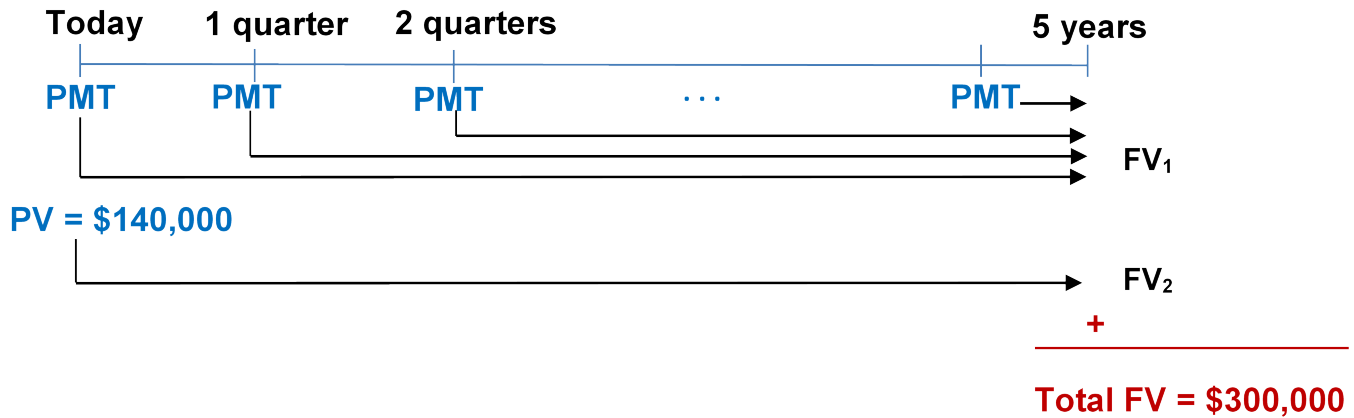 Today 1 quarter 2 quarters 5 years
PMT PMT PMT ... PMT
FV₁
PV = $140,000
FV₂
+
Total FV = $300,000